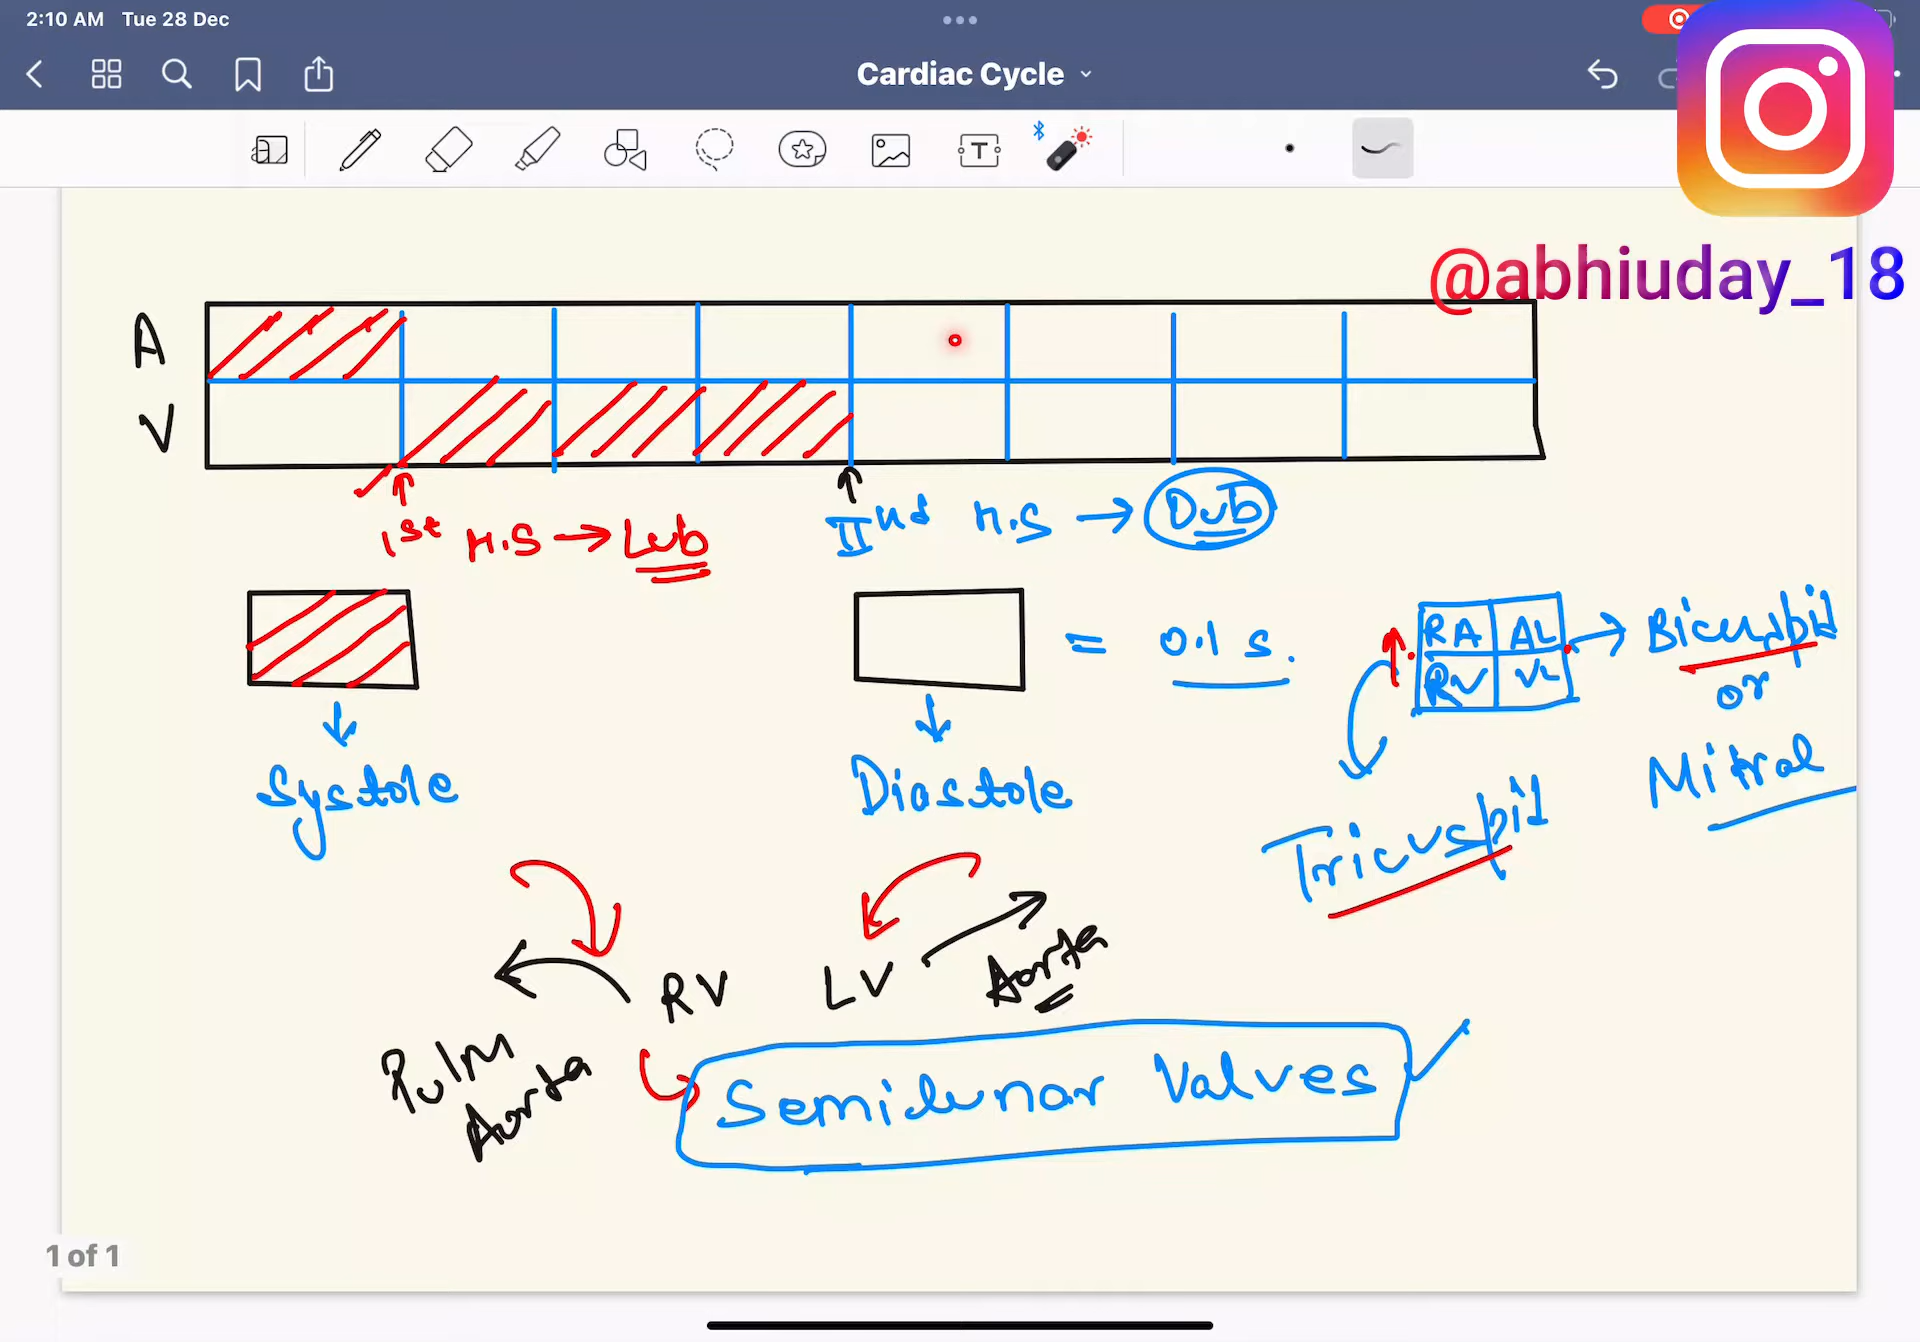 2:10 AM Tue 28 Dec
Cardiac Cycle
@abhiuday_18
A
V
1st H.S → Lub
IInd H.S → Dub
= 0.1 s.
RA AL → Bicuspid
RV VL
or
Mitral
Systole
Diastole
Tricuspid
RV LV Aorta
Pulm
Aorta
Semilunar Valves
1 of 1